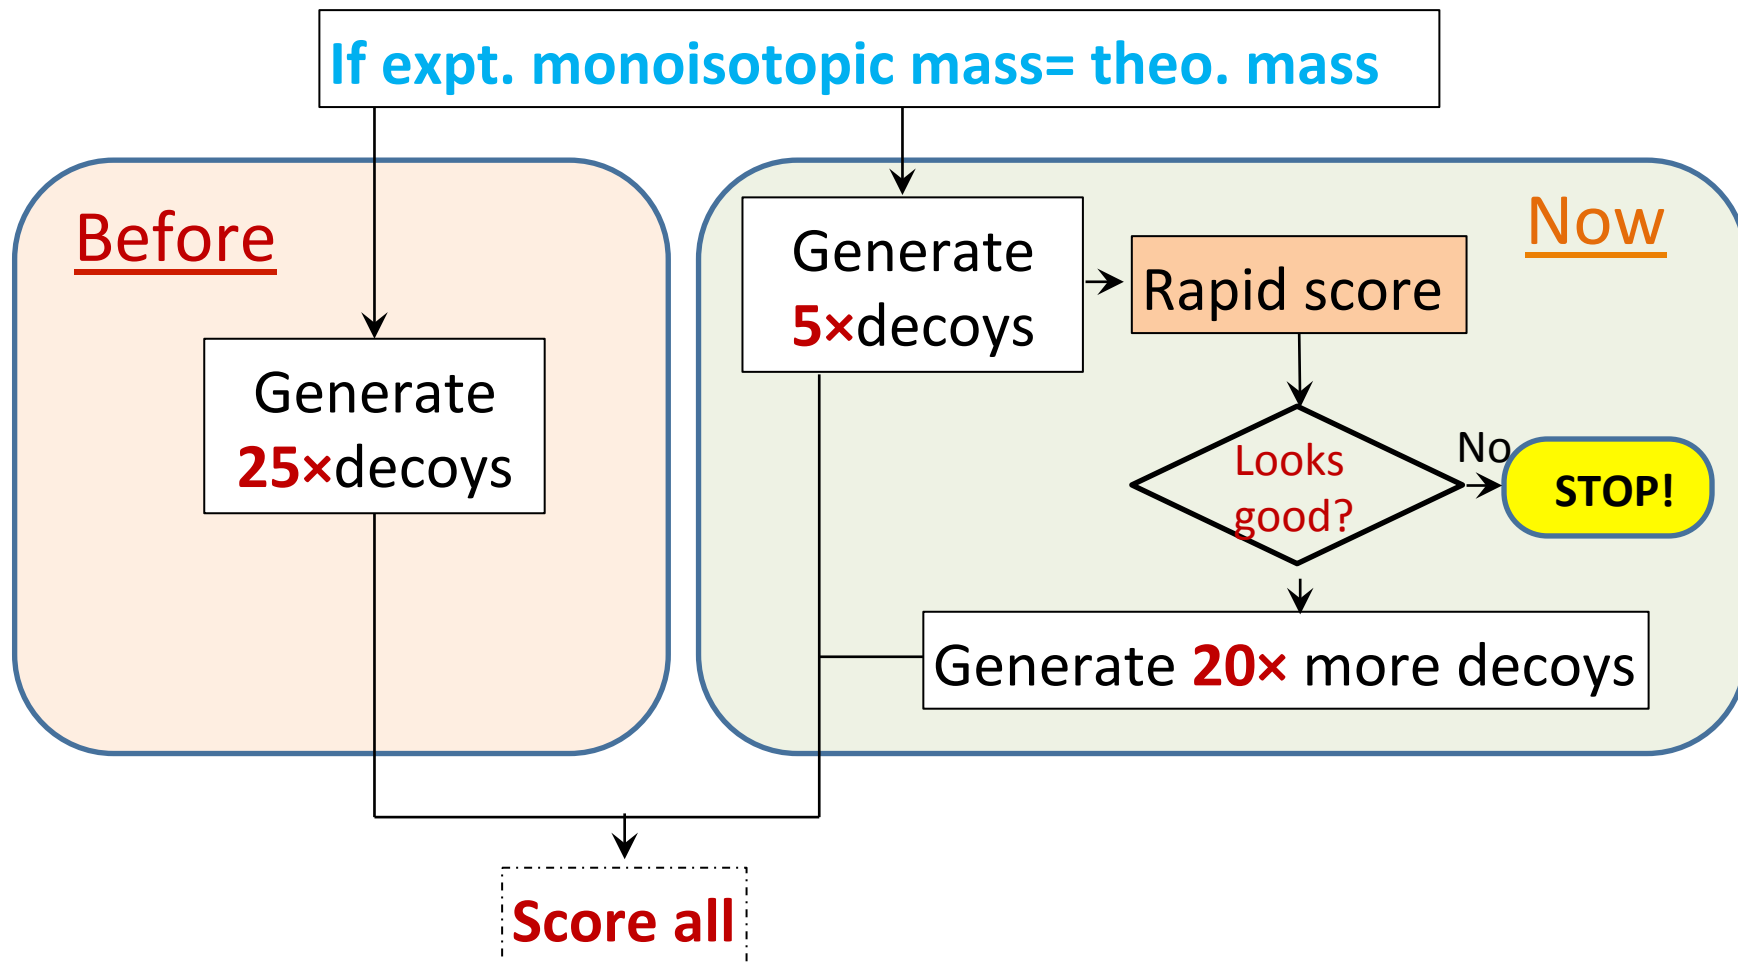 If expt. monoisotopic mass= theo. mass
Before
Generate
25×decoys
Now
Generate
5×decoys
Rapid score
Looks
good?
No
STOP!
Generate 20× more decoys
Score all